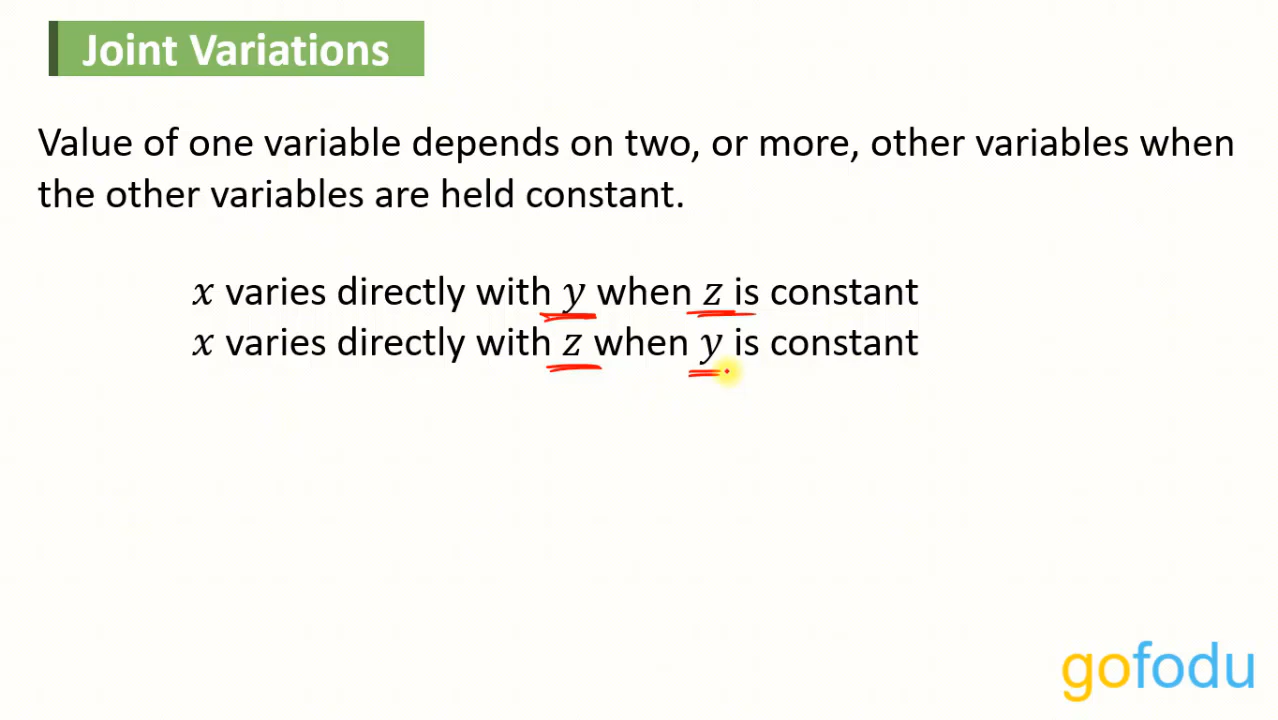 Joint Variations
Value of one variable depends on two, or more, other variables when
the other variables are held constant.
x varies directly with y when z is constant
x varies directly with z when y is constant
gofodu